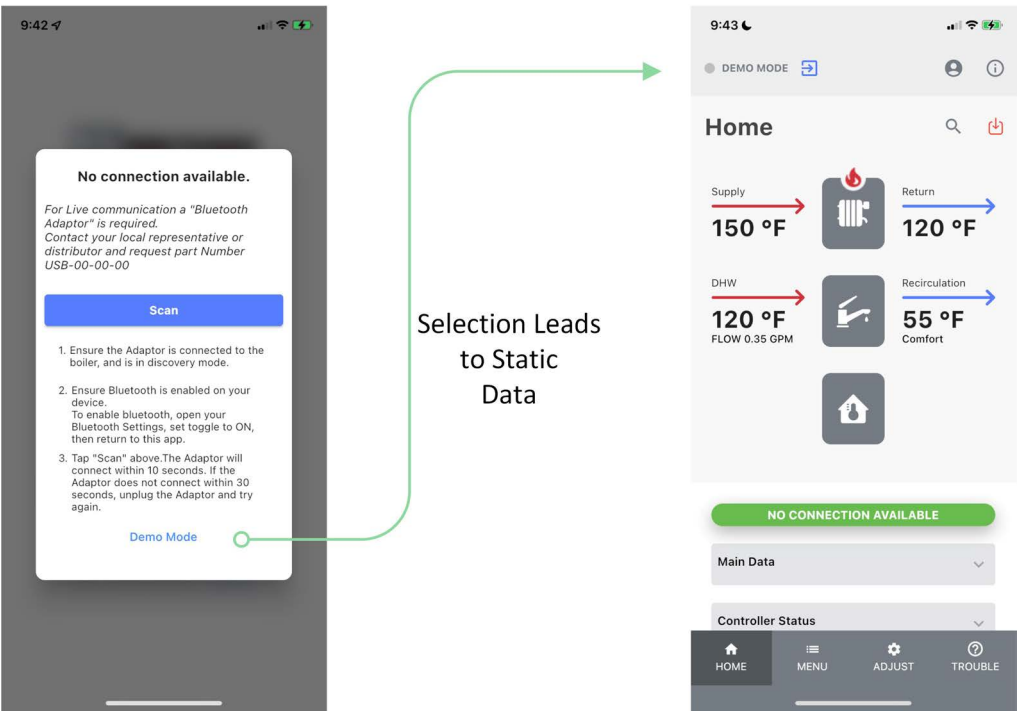 9:42
No connection available.
For Live communication a "Bluetooth
Adaptor" is required.
Contact your local representative or
distributor and request part Number
USB-00-00-00
Scan
1. Ensure the Adaptor is connected to the
boiler, and is in discovery mode.
2. Ensure Bluetooth is enabled on your
device.
To enable bluetooth, open your
Bluetooth Settings, set toggle to ON,
then return to this app.
3. Tap "Scan" above.The Adaptor will
connect within 10 seconds. If the
Adaptor does not connect within 30
seconds, unplug the Adaptor and try
again.
Demo Mode
Selection Leads
to Static
Data
9:43
DEMO MODE
Home
Supply
150 °F
Return
120 °F
DHW
120 °F
FLOW 0.35 GPM
Recirculation
55 °F
Comfort
NO CONNECTION AVAILABLE
Main Data
Controller Status
HOME
MENU
ADJUST
TROUBLE